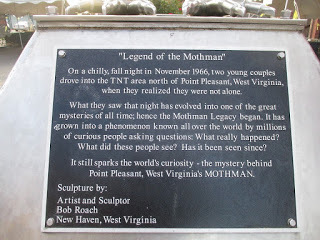 "Legend of the Mothman"
On a chilly, fall night in November 1966, two young couples
drove into the TNT area north of Point Pleasant, West Virginia,
when they realized they were not alone.
What they saw that night has evolved into one of the great
mysteries of all time; hence the Mothman Legacy began. It has
grown into a phenomenon known all over the world by millions
of curious people asking questions: What really happened?
What did these people see? Has it been seen since?
It still sparks the world's curiosity - the mystery behind
Point Pleasant, West Virginia's MOTHMAN.
Sculpture by:
Artist and Sculptor
Bob Roach
New Haven, West Virginia